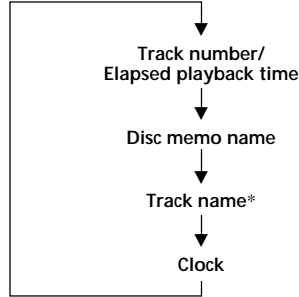 Track number/
Elapsed playback time
Disc memo name
Track name*
Clock